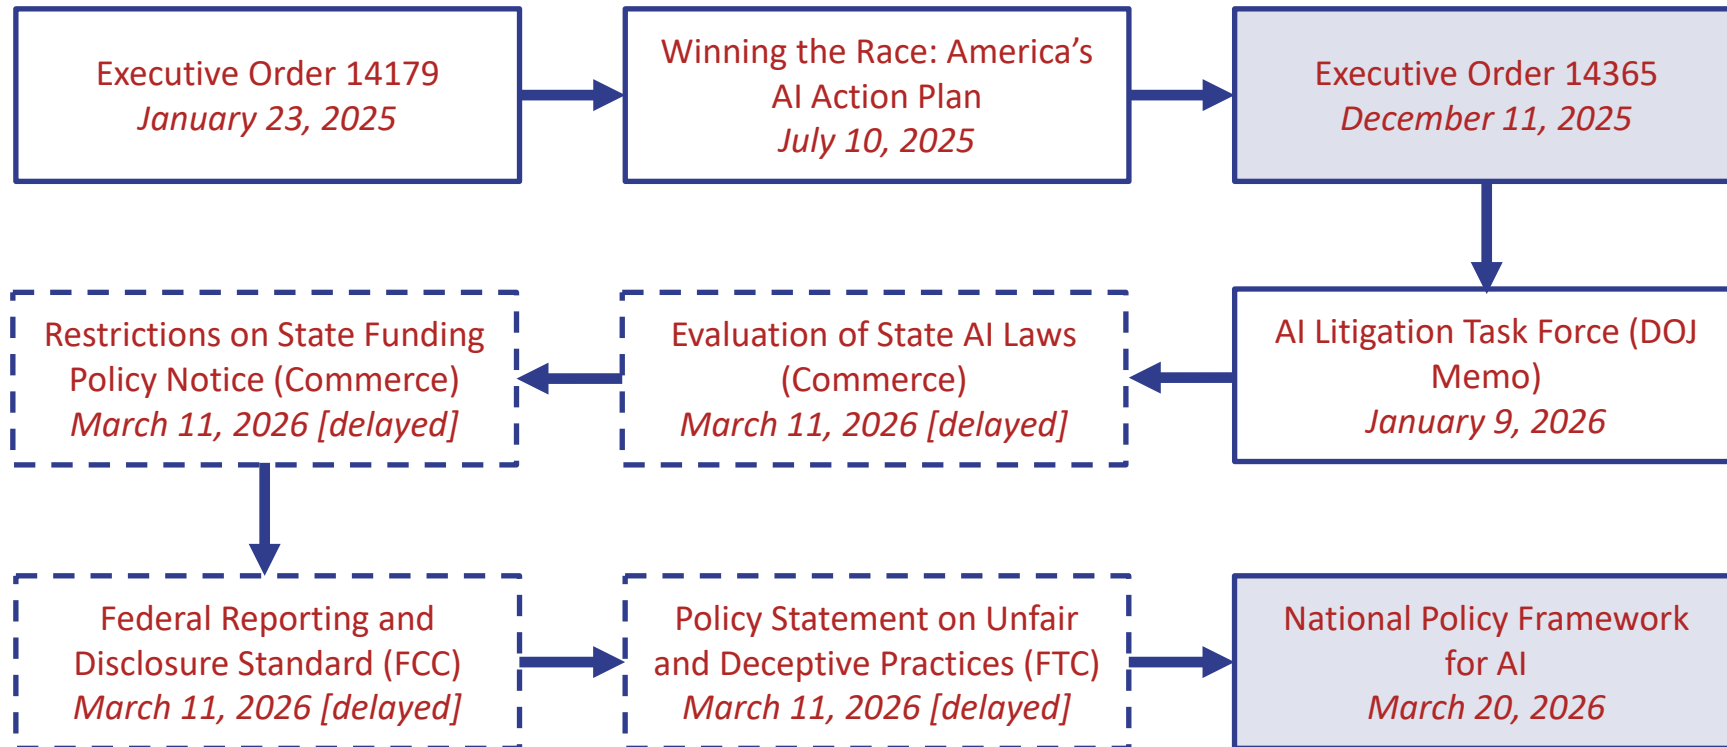 Executive Order 14179
January 23, 2025
Winning the Race: America's
AI Action Plan
July 10, 2025
Executive Order 14365
December 11, 2025
Restrictions on State Funding
Policy Notice (Commerce)
March 11, 2026 [delayed]
Evaluation of State AI Laws
(Commerce)
March 11, 2026 [delayed]
AI Litigation Task Force (DOJ
Memo)
January 9, 2026
Federal Reporting and
Disclosure Standard (FCC)
March 11, 2026 [delayed]
Policy Statement on Unfair
and Deceptive Practices (FTC)
March 11, 2026 [delayed]
National Policy Framework
for AI
March 20, 2026